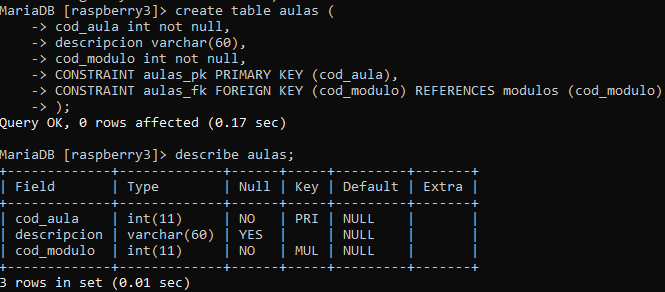 MariaDB [raspberry3]> create table aulas (
    -> cod_aula int not null,
    -> descripcion varchar(60),
    -> cod_modulo int not null,
    -> CONSTRAINT aulas_pk PRIMARY KEY (cod_aula),
    -> CONSTRAINT aulas_fk FOREIGN KEY (cod_modulo) REFERENCES modulos (cod_modulo)
    -> );
Query OK, 0 rows affected (0.17 sec)

MariaDB [raspberry3]> describe aulas;
+-------------+-------------+------+-----+---------+-------+
| Field       | Type        | Null | Key | Default | Extra |
+-------------+-------------+------+-----+---------+-------+
| cod_aula    | int(11)     | NO   | PRI | NULL    |       |
| descripcion | varchar(60) | YES  |     | NULL    |       |
| cod_modulo  | int(11)     | NO   | MUL | NULL    |       |
+-------------+-------------+------+-----+---------+-------+
3 rows in set (0.01 sec)